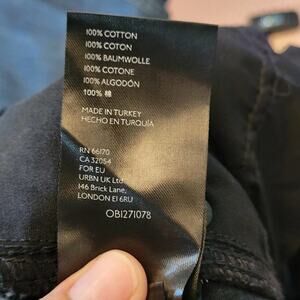 100% COTTON
100% COTON
100% BAUMWOLLE
100% COTONE
100% ALGODÓN
100% 棉
MADE IN TURKEY
HECHO EN TURQUÍA
RN 66170
CA 32054
FOR EU
URBN UK Ltd,
146 Brick Lane,
LONDON E1 6RU
OB1271078